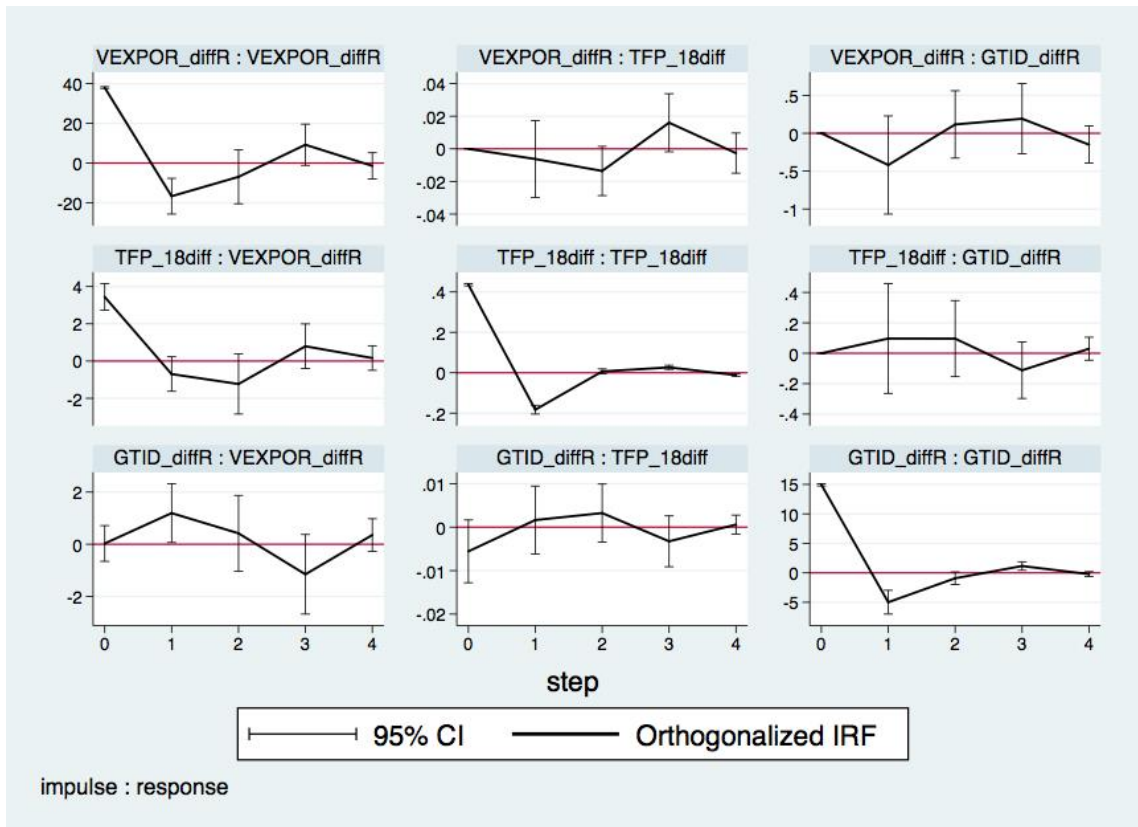 VEXPOR_diffR : VEXPOR_diffR
VEXPOR_diffR : TFP_18diff
VEXPOR_diffR : GTID_diffR
40
20
0
-20
.04
.02
0
-.02
-.04
.5
0
-.5
-1
TFP_18diff : VEXPOR_diffR
TFP_18diff : TFP_18diff
TFP_18diff : GTID_diffR
4
2
0
-2
.4
.2
0
-.2
.4
.2
0
-.2
-.4
GTID_diffR : VEXPOR_diffR
GTID_diffR : TFP_18diff
GTID_diffR : GTID_diffR
2
0
-2
.01
0
-.01
-.02
15
10
5
0
-5
0 1 2 3 4
0 1 2 3 4
0 1 2 3 4
step
95% CI
Orthogonalized IRF
impulse : response